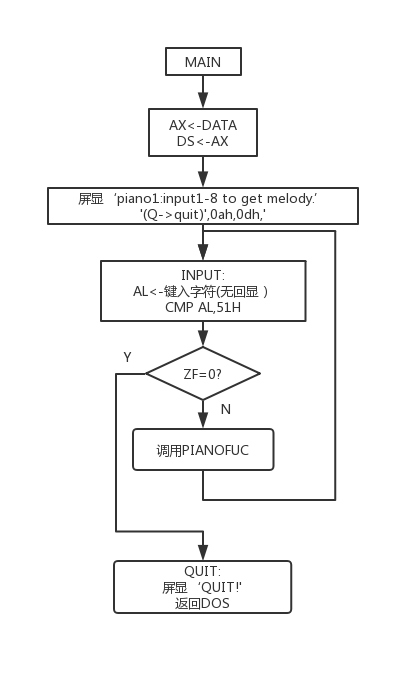 MAIN
AX<-DATA
DS<-AX
屏显 ‘piano1:input1-8 to get melody.’
'(Q->quit)',0ah,0dh,'
INPUT:
AL<-键入字符(无回显 )
CMP AL,51H
Y
ZF=0?
N
调用PIANOFUC
QUIT:
屏显 ‘QUIT!'
返回DOS